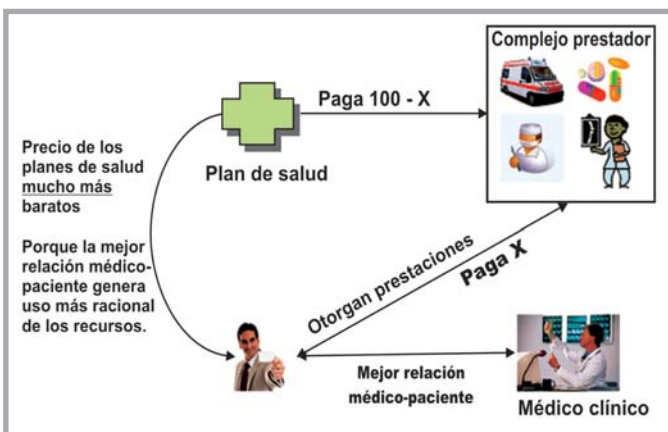 Complejo prestador
Paga 100 - X
Plan de salud
Precio de los
planes de salud
mucho más
baratos
Porque la mejor
relación médico-
paciente genera
uso más racional
de los recursos.
Otorgan prestaciones
Paga X
Mejor relación
médico-paciente
Médico clínico